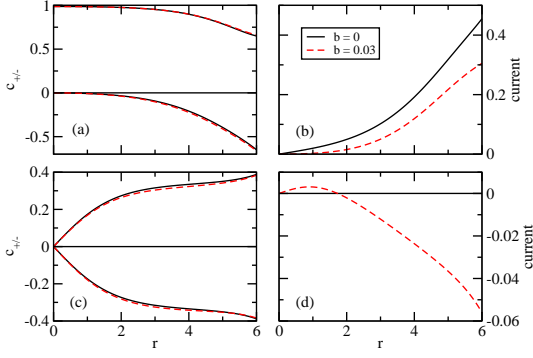 1
0.5
0
-0.5
c+/-
(a)
b = 0
b = 0.03
(b)
0.4
0.2
0
current
0.4
0.2
0
-0.2
-0.4
c+/-
(c)
0 2 4 6
r
(d)
0
-0.02
-0.04
-0.06
current
0 2 4 6
r